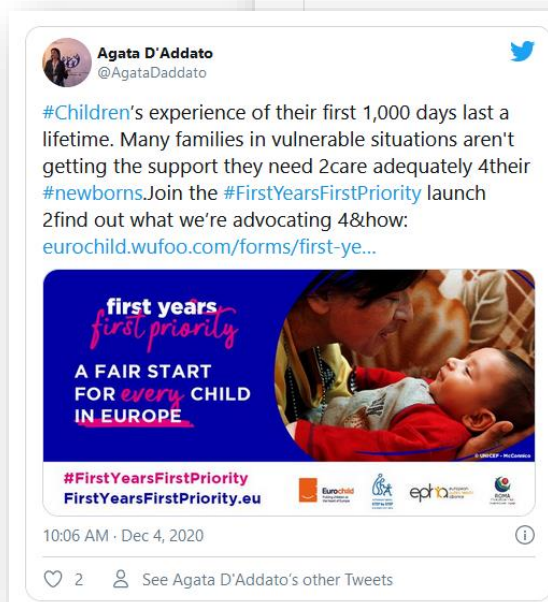 Agata D'Addato
@AgataDaddato
#Children's experience of their first 1,000 days last a
lifetime. Many families in vulnerable situations aren't
getting the support they need 2care adequately 4their
#newborns.Join the #FirstYearsFirstPriority launch
2find out what we're advocating 4&how:
eurochild.wufoo.com/forms/first-ye...
first years
first priority
A FAIR START
FOR every CHILD
IN EUROPE
© UNICEF - McConnico
#FirstYearsFirstPriority
FirstYearsFirstPriority.eu
Eurochild
epha
ROMA
10:06 AM · Dec 4, 2020
2 See Agata D'Addato's other Tweets